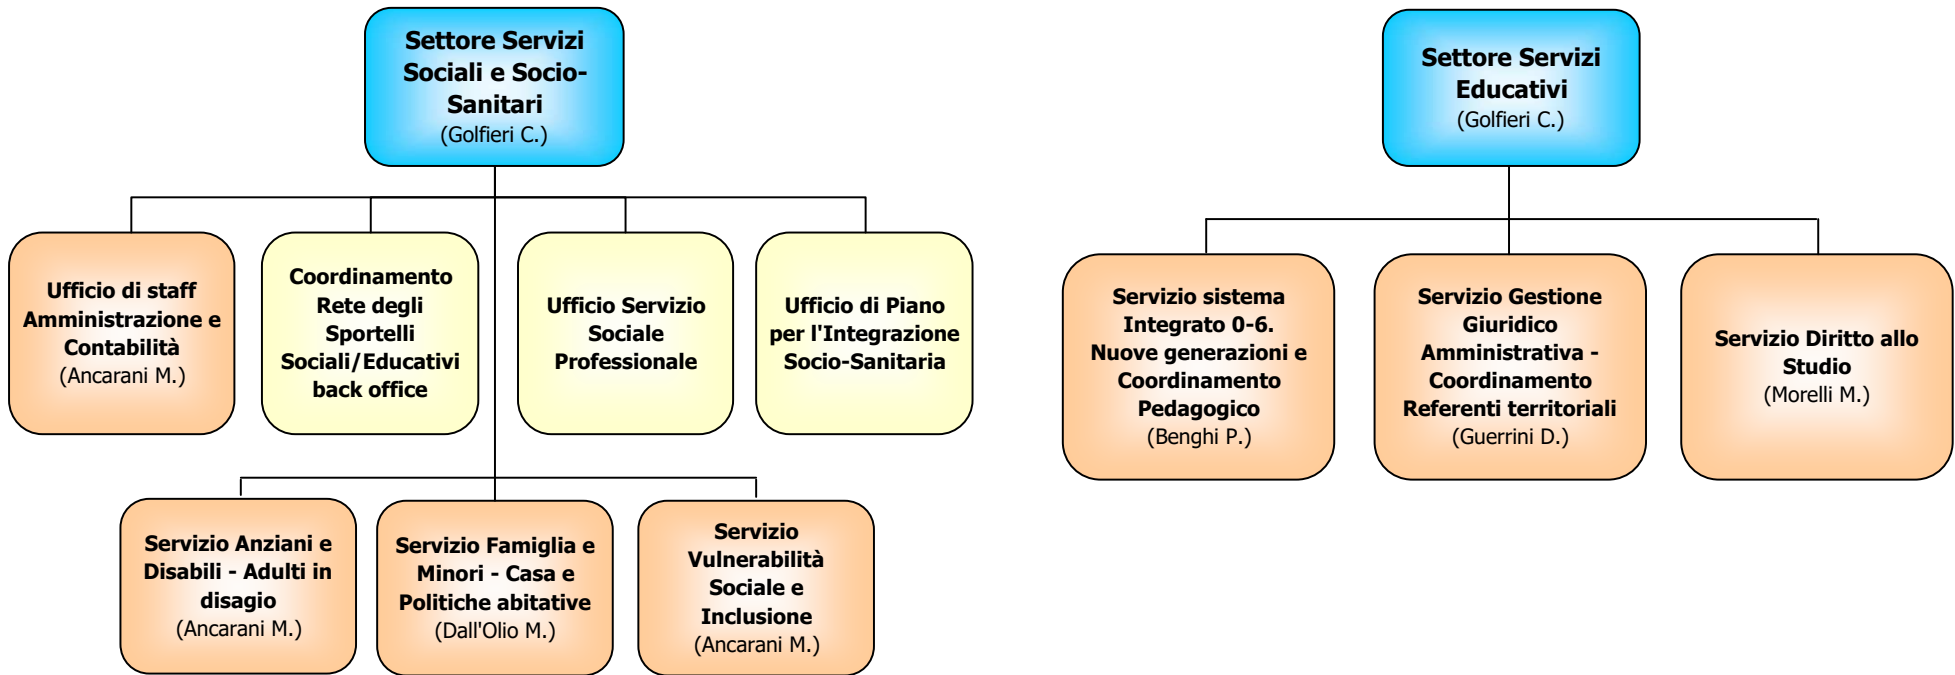 Settore Servizi
Sociali e Socio-
Sanitari
(Golfieri C.)
Settore Servizi
Educativi
(Golfieri C.)
Ufficio di staff
Amministrazione e
Contabilità
(Ancarani M.)
Coordinamento
Rete degli
Sportelli
Sociali/Educativi
back office
Ufficio Servizio
Sociale
Professionale
Ufficio di Piano
per l'Integrazione
Socio-Sanitaria
Servizio sistema
Integrato 0-6.
Nuove generazioni e
Coordinamento
Pedagogico
(Benghi P.)
Servizio Gestione
Giuridico
Amministrativa -
Coordinamento
Referenti territoriali
(Guerrini D.)
Servizio Diritto allo
Studio
(Morelli M.)
Servizio Anziani e
Disabili - Adulti in
disagio
(Ancarani M.)
Servizio Famiglia e
Minori - Casa e
Politiche abitative
(Dall'Olio M.)
Servizio
Vulnerabilità
Sociale e
Inclusione
(Ancarani M.)